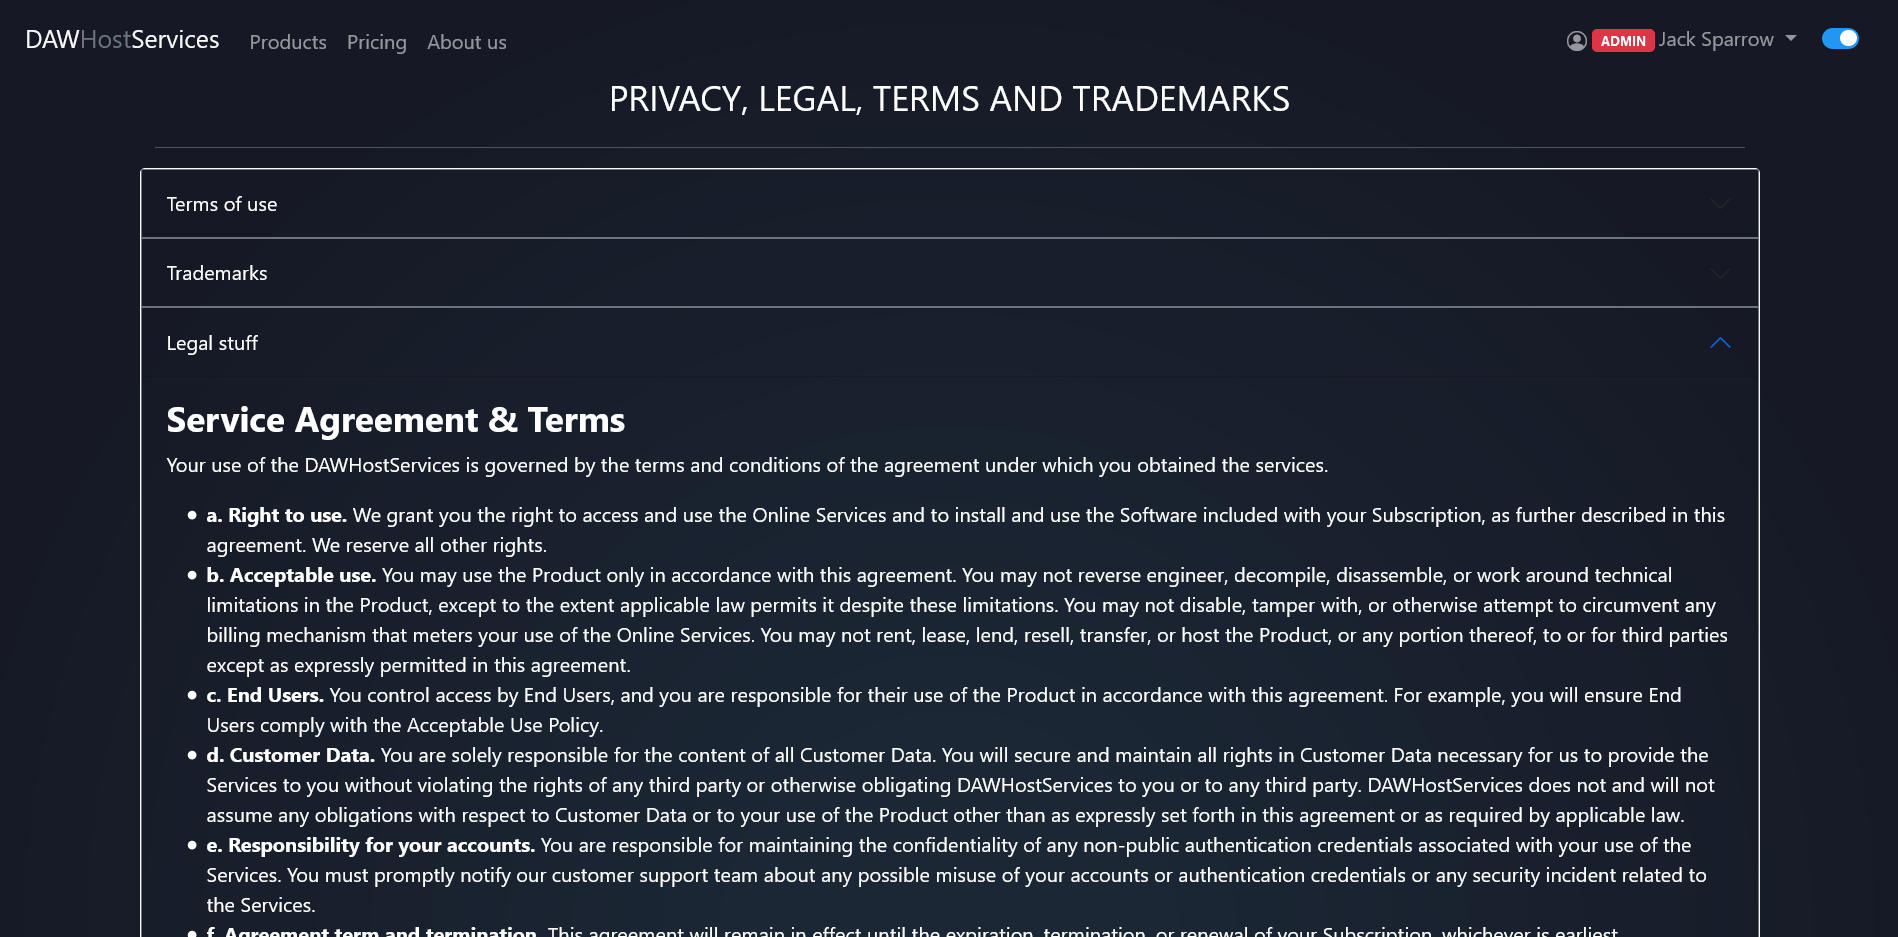 DAWHostServices Products Pricing About us ADMIN Jack Sparrow
PRIVACY, LEGAL, TERMS AND TRADEMARKS
Terms of use
Trademarks
Legal stuff
Service Agreement & Terms
Your use of the DAWHostServices is governed by the terms and conditions of the agreement under which you obtained the services.
• a. Right to use. We grant you the right to access and use the Online Services and to install and use the Software included with your Subscription, as further described in this
agreement. We reserve all other rights.
• b. Acceptable use. You may use the Product only in accordance with this agreement. You may not reverse engineer, decompile, disassemble, or work around technical
limitations in the Product, except to the extent applicable law permits it despite these limitations. You may not disable, tamper with, or otherwise attempt to circumvent any
billing mechanism that meters your use of the Online Services. You may not rent, lease, lend, resell, transfer, or host the Product, or any portion thereof, to or for third parties
except as expressly permitted in this agreement.
• c. End Users. You control access by End Users, and you are responsible for their use of the Product in accordance with this agreement. For example, you will ensure End
Users comply with the Acceptable Use Policy.
• d. Customer Data. You are solely responsible for the content of all Customer Data. You will secure and maintain all rights in Customer Data necessary for us to provide the
Services to you without violating the rights of any third party or otherwise obligating DAWHostServices to you or to any third party. DAWHostServices does not and will not
assume any obligations with respect to Customer Data or to your use of the Product other than as expressly set forth in this agreement or as required by applicable law.
• e. Responsibility for your accounts. You are responsible for maintaining the confidentiality of any non-public authentication credentials associated with your use of the
Services. You must promptly notify our customer support team about any possible misuse of your accounts or authentication credentials or any security incident related to
the Services.
• f. Agreement term and termination. This agreement will remain in effect until the expiration, termination, or renewal of your Subscription, whichever is earliest.